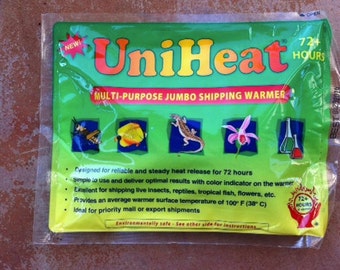 OPEN
NEW!
UniHeat®
72+
HOURS
MULTI-PURPOSE JUMBO SHIPPING WARMER
• Designed for reliable and steady heat release for 72 hours
• Simple to use and deliver optimal results with color indicator on the warmer
• Excellent for shipping live insects, reptiles, tropical fish, flowers, etc.
• Provides an average warmer surface temperature of 100° F (38° C)
• Ideal for priority mail or export shipments
72+
HOURS
Environmentally safe - See other side for instructions.